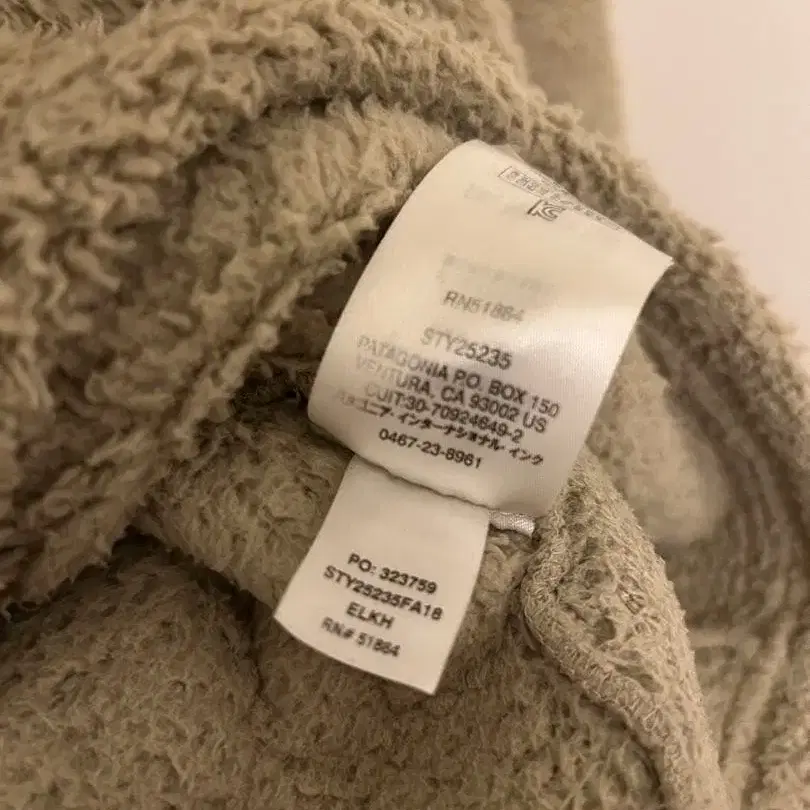 RN51884
STY25235
PATAGONIA P.O. BOX 150
VENTURA, CA 93002 US
CUIT:30-70924649-2
パタゴニア・インターナショナル・インク
0467-23-8961
PO: 323759
STY25235FA18
ELKH
RN# 51884